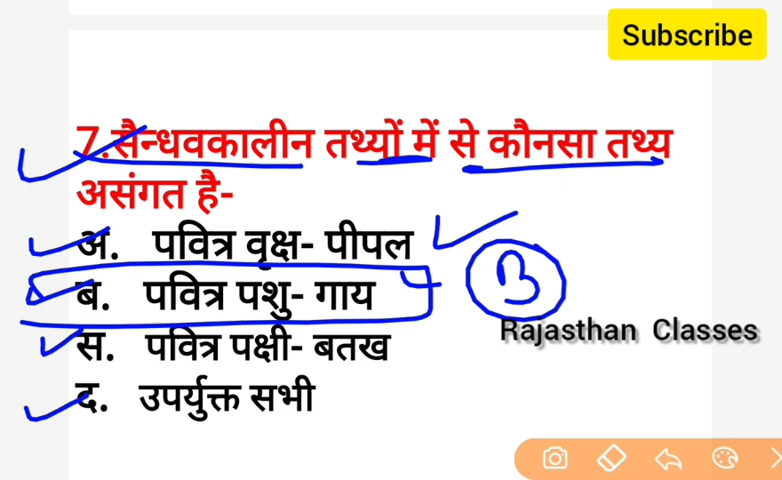 Subscribe
7.सैन्धवकालीन तथ्यों में से कौनसा तथ्य
असंगत है-
अ. पवित्र वृक्ष- पीपल
ब. पवित्र पशु- गाय
B
स. पवित्र पक्षी- बतख
Rajasthan Classes
द. उपर्युक्त सभी